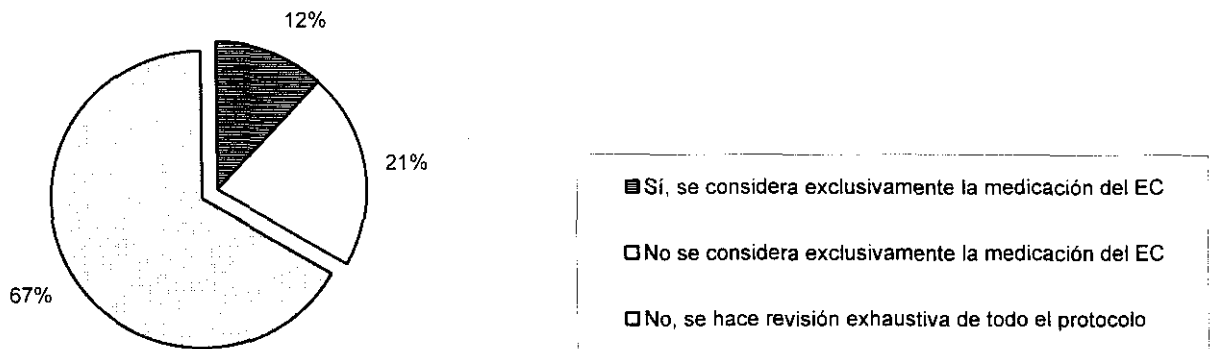 12%
21%
67%
Sí, se considera exclusivamente la medicación del EC
No se considera exclusivamente la medicación del EC
No, se hace revisión exhaustiva de todo el protocolo